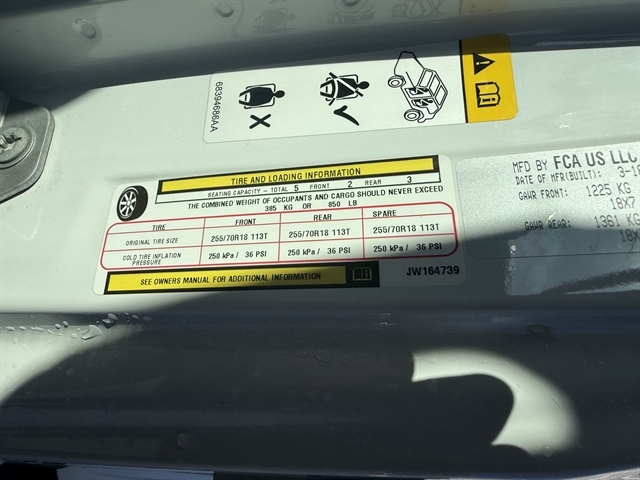 68394686AA
TIRE AND LOADING INFORMATION
SEATING CAPACITY - TOTAL 5 FRONT 2 REAR 3
THE COMBINED WEIGHT OF OCCUPANTS AND CARGO SHOULD NEVER EXCEED
385 KG OR 850 LB
TIRE FRONT REAR SPARE
ORIGINAL TIRE SIZE 255/70R18 113T 255/70R18 113T 255/70R18 113T
COLD TIRE INFLATION PRESSURE 250 kPa / 36 PSI 250 kPa / 36 PSI 250 kPa / 36 PSI
SEE OWNERS MANUAL FOR ADDITIONAL INFORMATION
JW164739
MFD BY FCA US LLC
DATE OF MFR(BUILT): 3-18
GAWR FRONT: 1225 KG
18X7
GAWR REAR: 1361 KG
18X